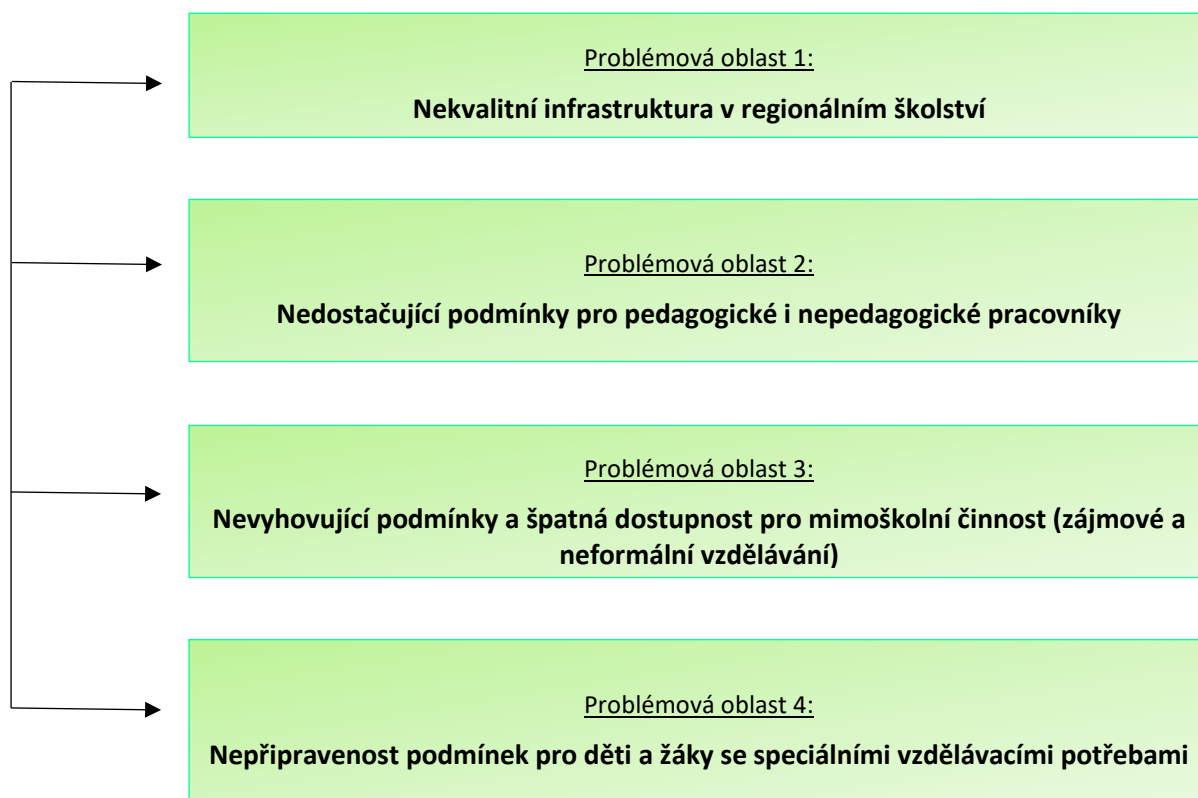 Problémová oblast 1:
Nekvalitní infrastruktura v regionálním školství
Problémová oblast 2:
Nedostačující podmínky pro pedagogické i nepedagogické pracovníky
Problémová oblast 3:
Nevyhovující podmínky a špatná dostupnost pro mimoškolní činnost (zájmové a
neformální vzdělávání)
Problémová oblast 4:
Nepřipravenost podmínek pro děti a žáky se speciálními vzdělávacími potřebami